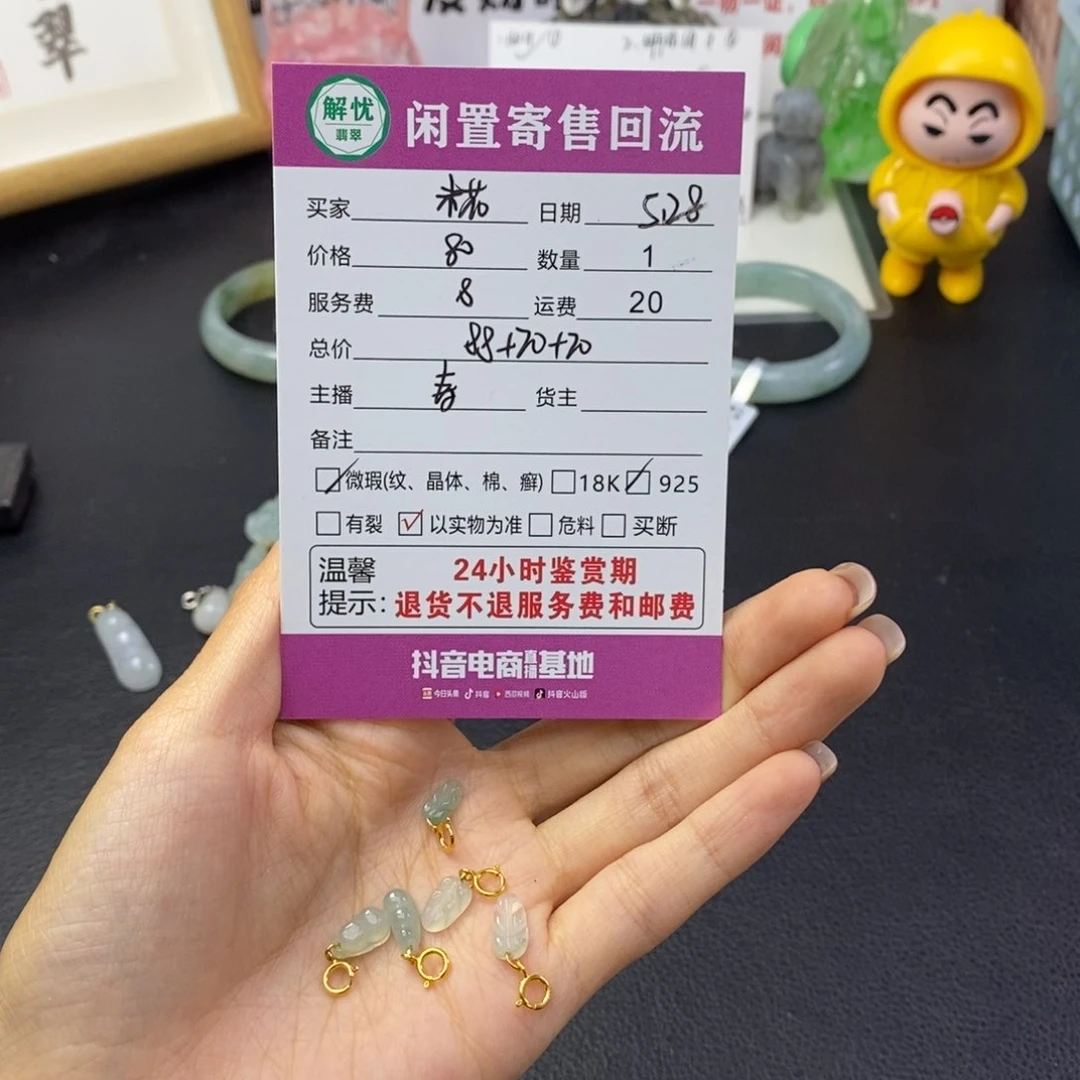 翠
解忧
翡翠
闲置寄售回流
买家 日期 5.28
价格 80 数量 1
服务费 8 运费 20
总价 88+20+20
主播 春 货主
备注
微瑕(纹、晶体、棉、癣) 18K 925
有裂 以实物为准 危料 买断
温馨 24小时鉴赏期
提示: 退货不退服务费和邮费
抖音电商直播基地
今日头条 抖音 西瓜视频 抖音火山版